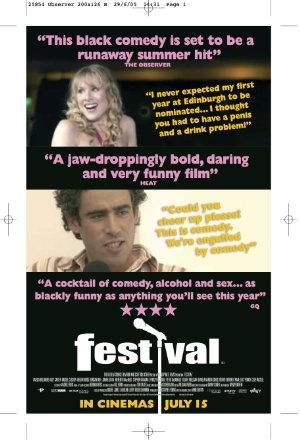 25854 Observer 200x126 M 29/6/05 14:31 Page 1
“This black comedy is set to be a
runaway summer hit”
THE OBSERVER
“I never expected my first
year at Edinburgh to be
nominated... I thought
you had to have a penis
and a drink problem!”
“A jaw-droppingly bold, daring
and very funny film”
HEAT
“Could you
cheer up please!
This is comedy.
We’re engulfed
by comedy”
“A cocktail of comedy, alcohol and sex... as
blackly funny as anything you’ll see this year”
GQ
festival
IN CINEMAS JULY 15